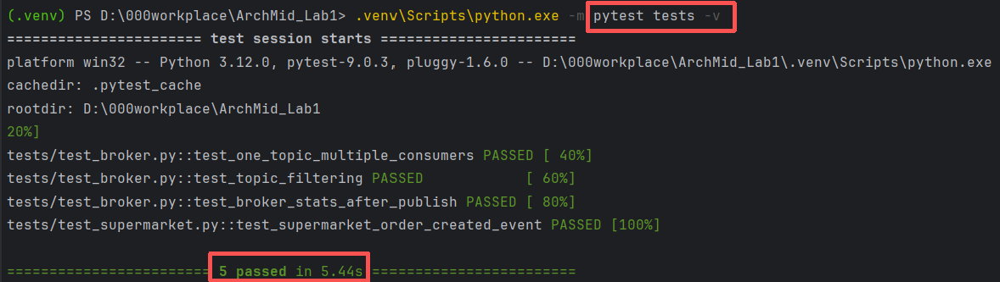 (.venv) PS D:\000workplace\ArchMid_Lab1> .venv\Scripts\python.exe -m pytest tests -v
======================= test session starts =======================
platform win32 -- Python 3.12.0, pytest-9.0.3, pluggy-1.6.0 -- D:\000workplace\ArchMid_Lab1\.venv\Scripts\python.exe
cachedir: .pytest_cache
rootdir: D:\000workplace\ArchMid_Lab1
20%]
tests/test_broker.py::test_one_topic_multiple_consumers PASSED [ 40%]
tests/test_broker.py::test_topic_filtering PASSED            [ 60%]
tests/test_broker.py::test_broker_stats_after_publish PASSED [ 80%]
tests/test_supermarket.py::test_supermarket_order_created_event PASSED [100%]
======================== 5 passed in 5.44s ========================